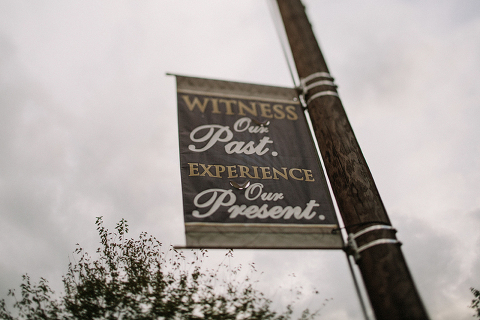 WITNESS
Our
Past.
EXPERIENCE
Our
Present.